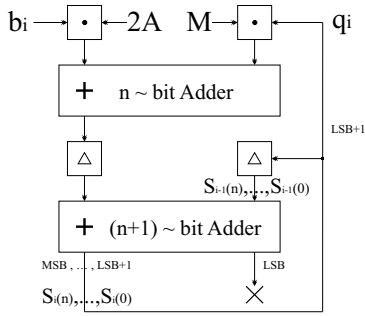 bi 2A M qi
+ n ~ bit Adder
LSB+1
△ △
Si-1(n),...,Si-1(0)
+ (n+1) ~ bit Adder
MSB , ... , LSB+1 LSB
Si(n),...,Si(0)